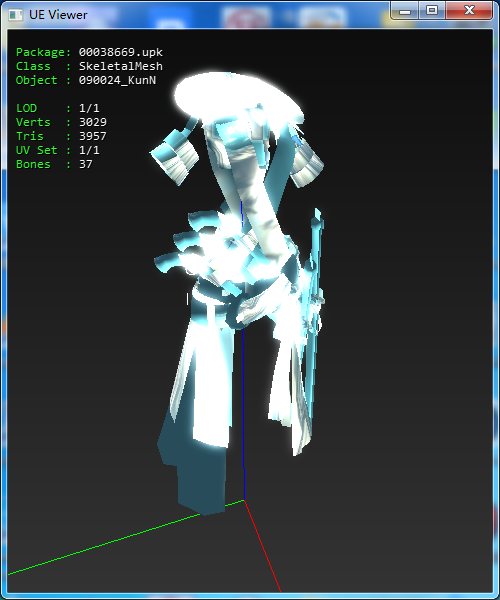 UE Viewer
Package: 00038669.upk
Class : SkeletalMesh
Object : 090024_KunN
LOD : 1/1
Verts : 3029
Tris : 3957
UV Set : 1/1
Bones : 37